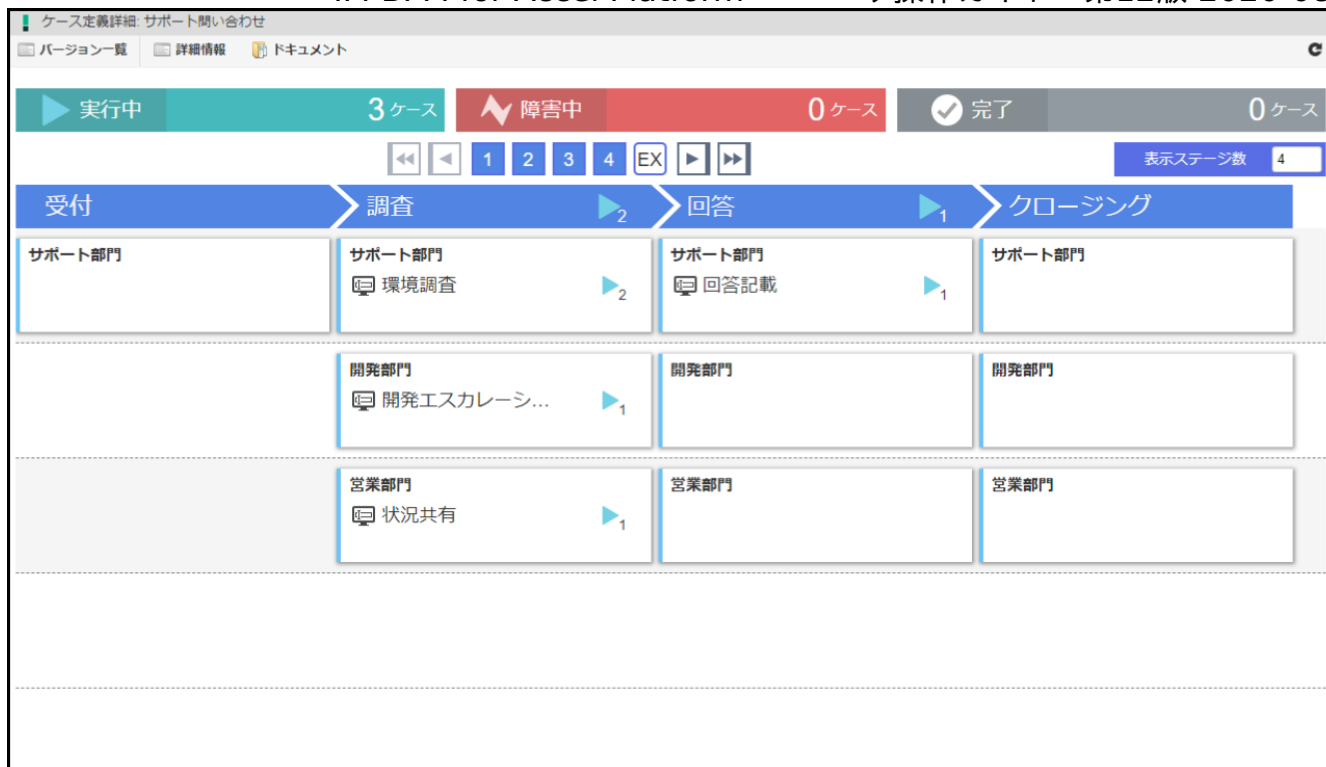 ケース定義詳細: サポート問い合わせ
バージョン一覧 詳細情報 ドキュメント
実行中 3 ケース 障害中 0 ケース 完了 0 ケース
1 2 3 4 EX 表示ステージ数 4
受付 調査 2 回答 1 クロージング
サポート部門 サポート部門 サポート部門 サポート部門
環境調査 2 回答記載 1
開発部門 開発部門 開発部門
開発エスカレーシ... 1
営業部門 営業部門 営業部門
状況共有 1